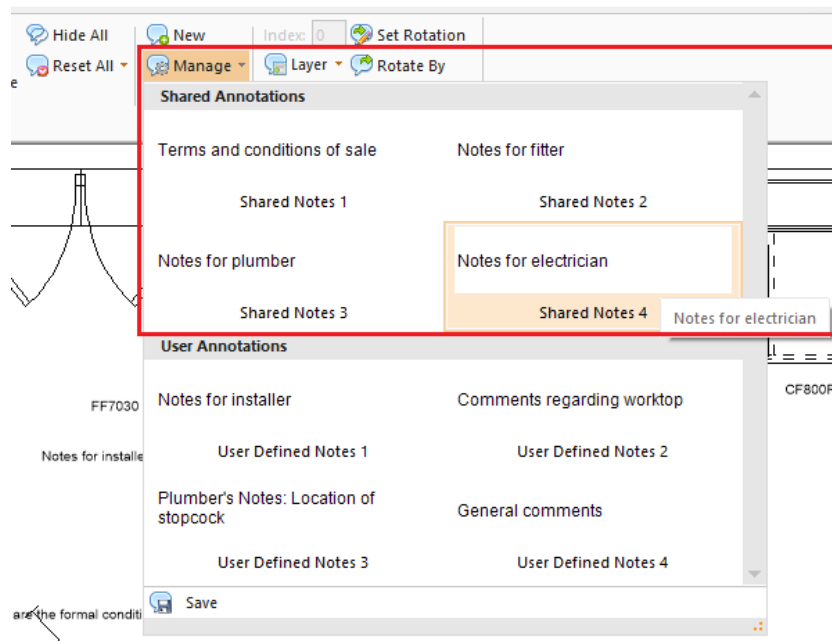 Hide All
New
Index: 0
Set Rotation
Reset All
Manage
Layer
Rotate By
e
Shared Annotations
Terms and conditions of sale
Notes for fitter
Shared Notes 1
Shared Notes 2
Notes for plumber
Notes for electrician
Shared Notes 3
Shared Notes 4
Notes for electrician
User Annotations
FF7030
Notes for installer
Comments regarding worktop
CF800F
Notes for installe
User Defined Notes 1
User Defined Notes 2
Plumber's Notes: Location of
stopcock
General comments
User Defined Notes 3
User Defined Notes 4
Save
are the formal conditi